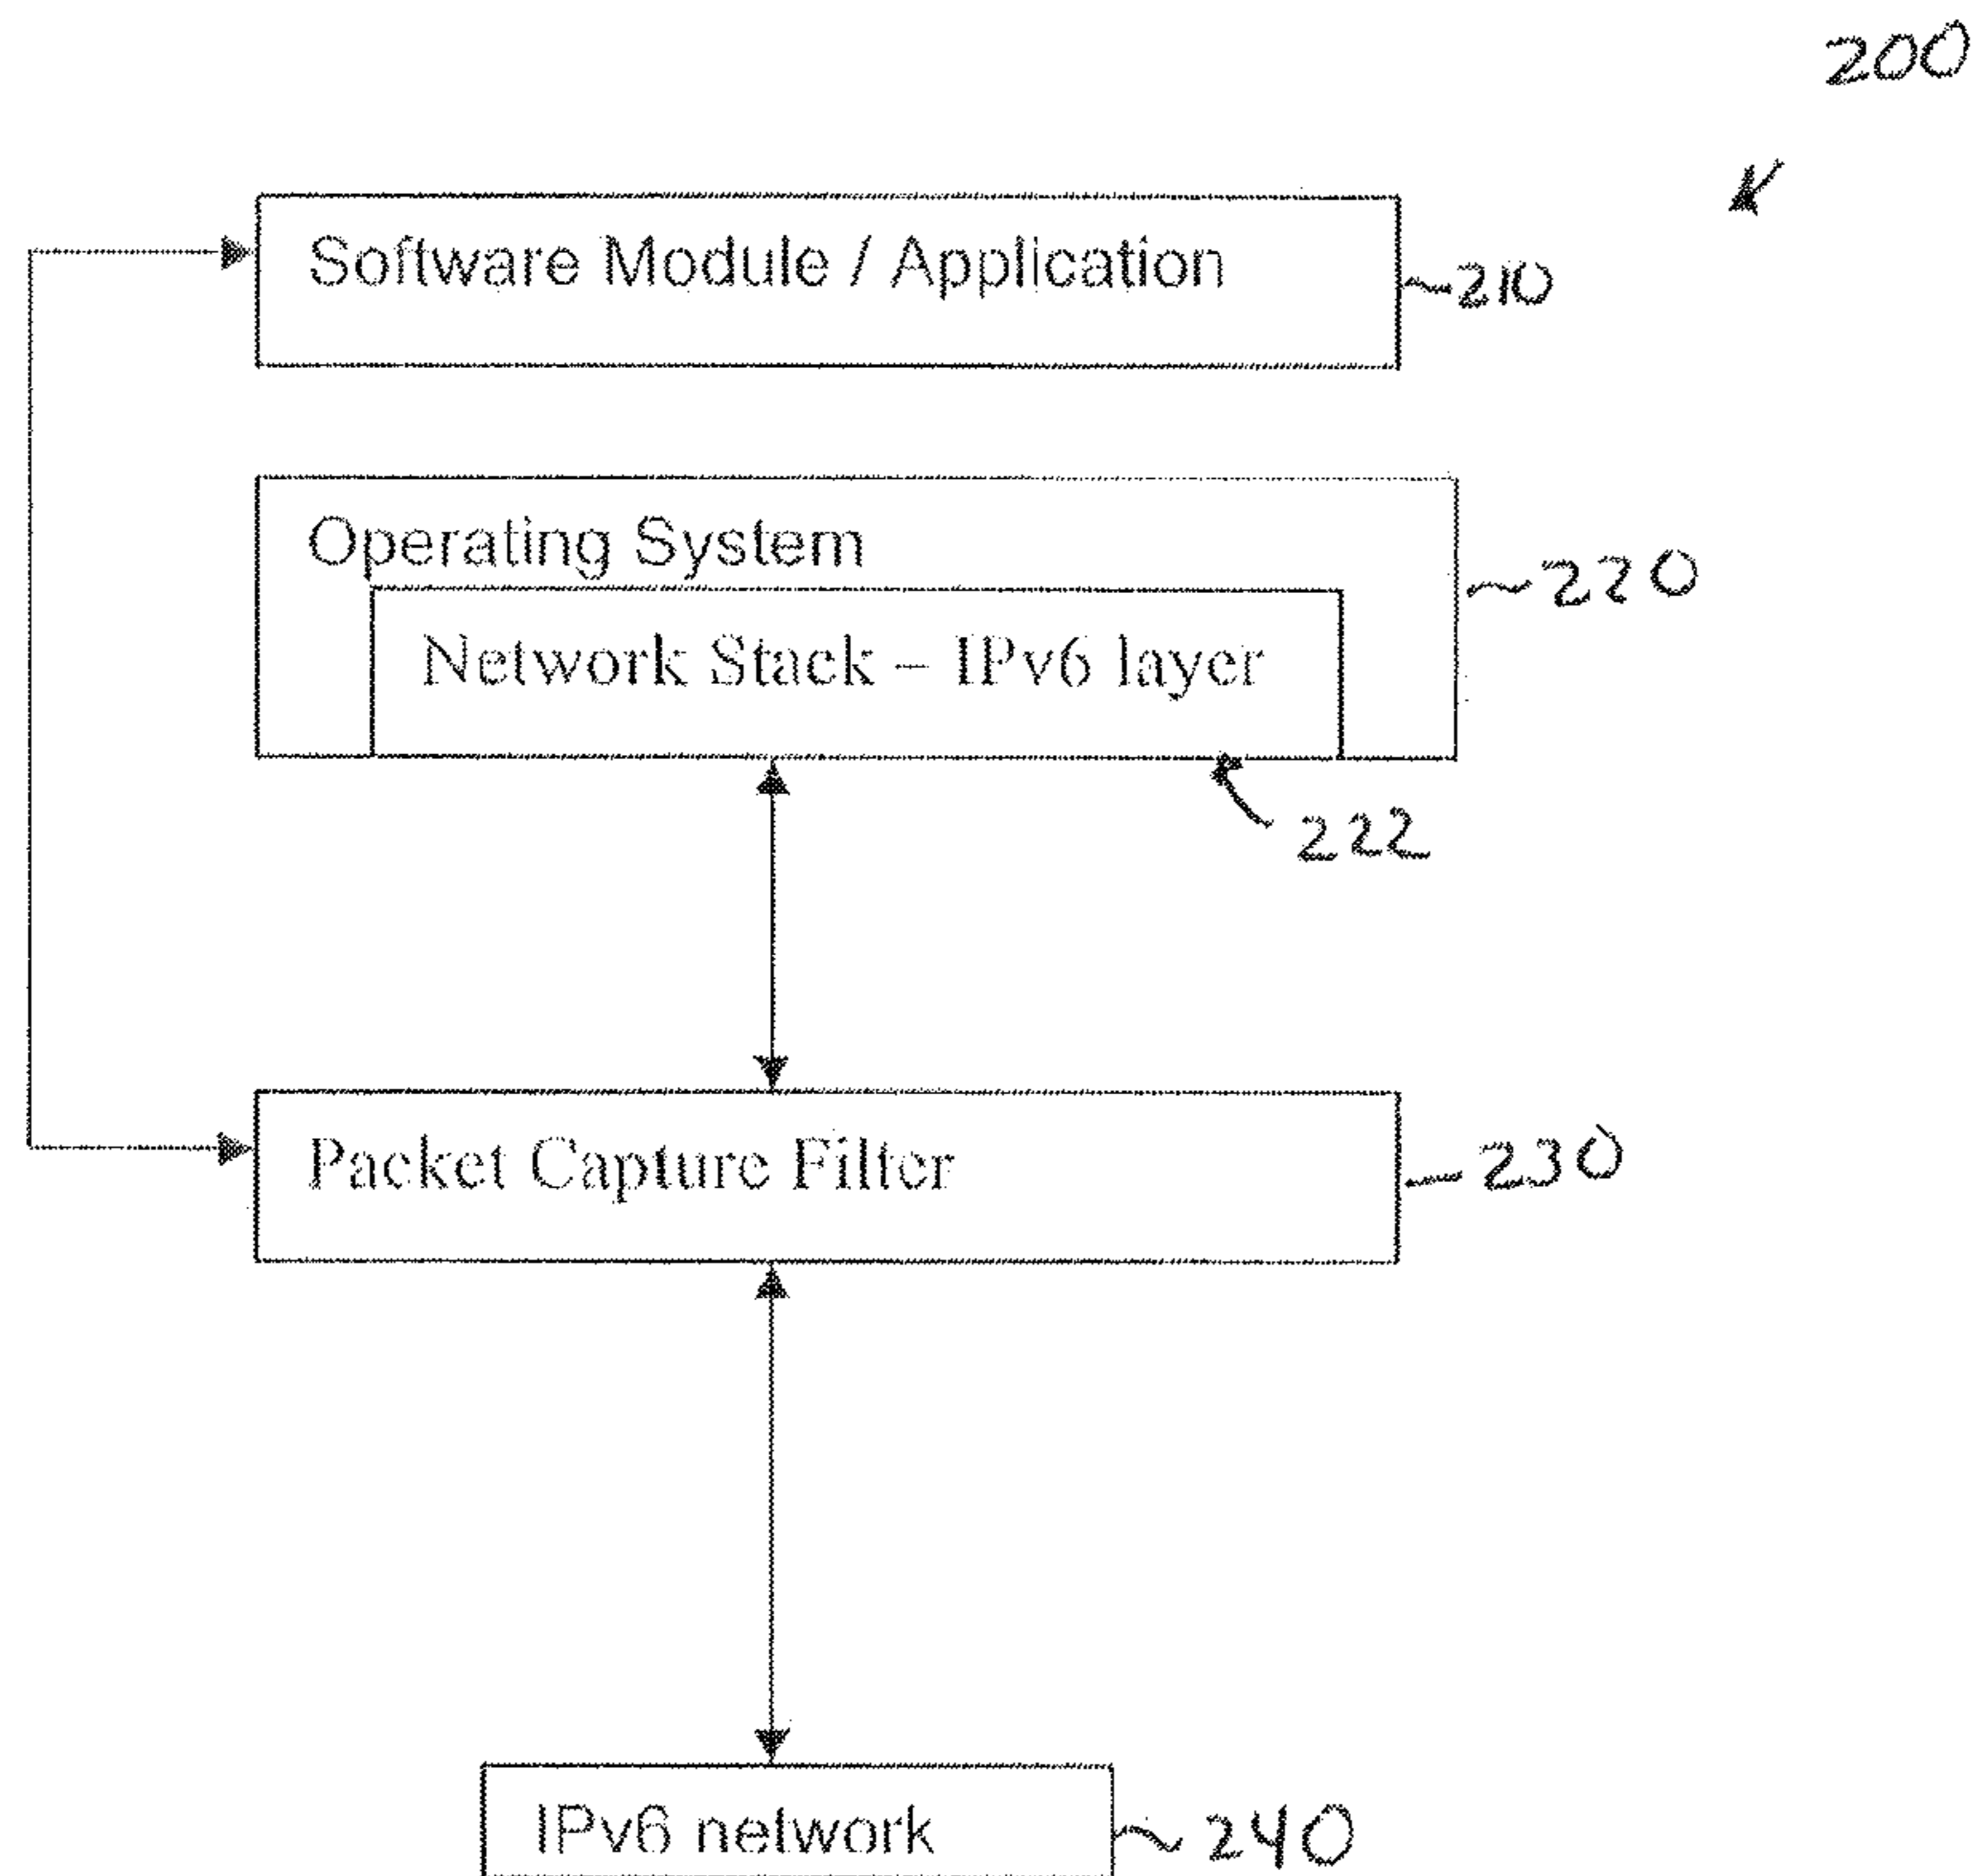 200
Software Module / Application
210
Operating System
220
Network Stack – IPv6 layer
222
Packet Capture Filter
230
IPv6 network
240